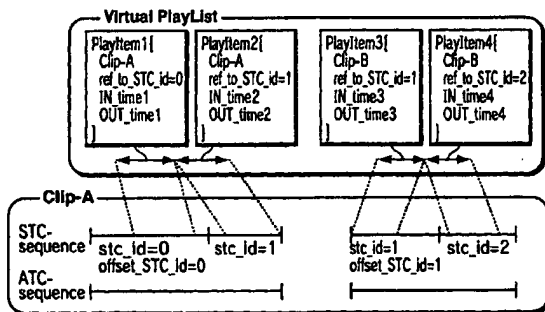 Virtual PlayList
PlayItem1{
Clip-A
ref_to_STC_id=0
IN_time1
OUT_time1
}
PlayItem2{
Clip-A
ref_to_STC_id=1
IN_time2
OUT_time2
}
PlayItem3{
Clip-B
ref_to_STC_id=1
IN_time3
OUT_time3
}
PlayItem4{
Clip-B
ref_to_STC_id=2
IN_time4
OUT_time4
}
Clip-A
STC-
sequence
stc_id=0
offset_STC_id=0
stc_id=1
stc_id=1
offset_STC_id=1
stc_id=2
ATC-
sequence